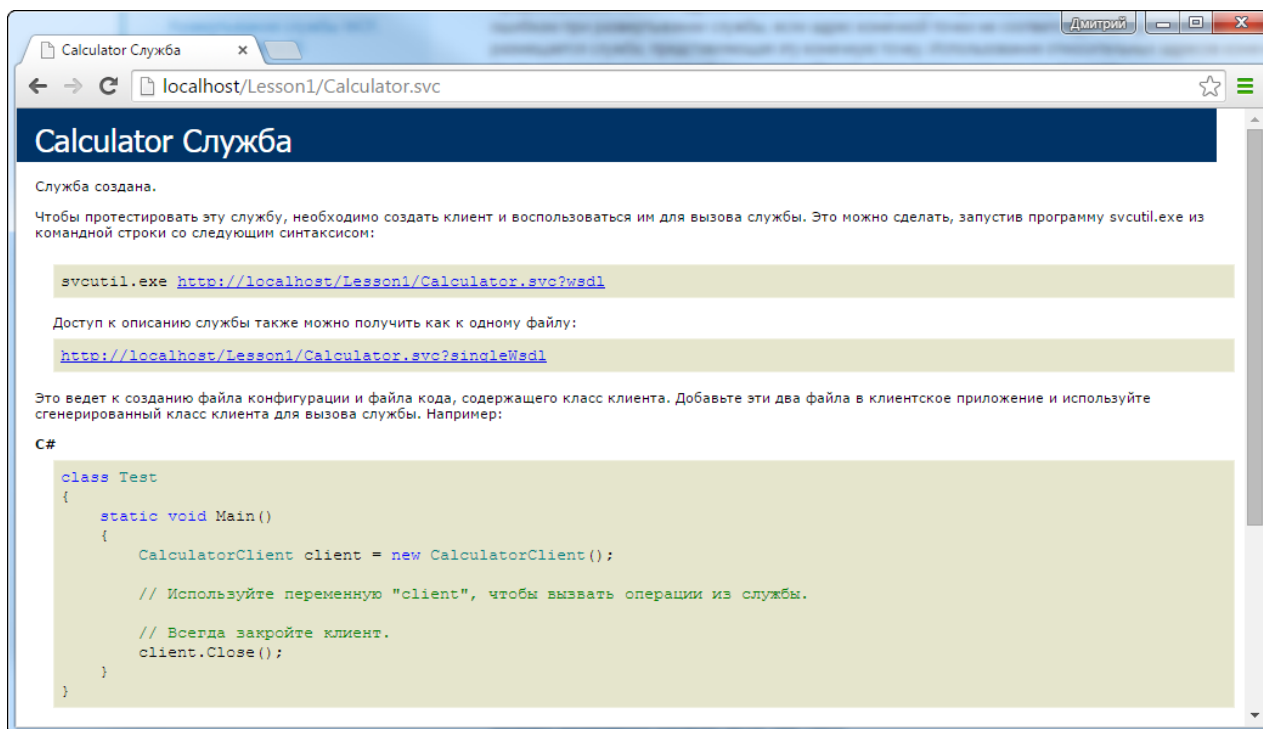 Дмитрий
Calculator Служба
localhost/Lesson1/Calculator.svc
Calculator Служба
Служба создана.
Чтобы протестировать эту службу, необходимо создать клиент и воспользоваться им для вызова службы. Это можно сделать, запустив программу svcutil.exe из
командной строки со следующим синтаксисом:
svcutil.exe http://localhost/Lesson1/Calculator.svc?wsdl
Доступ к описанию службы также можно получить как к одному файлу:
http://localhost/Lesson1/Calculator.svc?singleWsdl
Это ведет к созданию файла конфигурации и файла кода, содержащего класс клиента. Добавьте эти два файла в клиентское приложение и используйте
сгенерированный класс клиента для вызова службы. Например:
C#
class Test
{
static void Main()
{
CalculatorClient client = new CalculatorClient();
// Используйте переменную "client", чтобы вызвать операции из службы.
// Всегда закройте клиент.
client.Close();
}
}